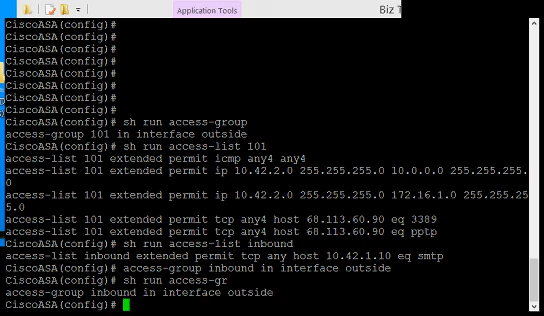 Application Tools
Biz T
CiscoASA(config)#
CiscoASA(config)#
CiscoASA(config)#
CiscoASA(config)#
CiscoASA(config)#
CiscoASA(config)#
CiscoASA(config)#
CiscoASA(config)#
CiscoASA(config)# sh run access-group
access-group 101 in interface outside
CiscoASA(config)# sh run access-list 101
access-list 101 extended permit icmp any4 any4
access-list 101 extended permit ip 10.42.2.0 255.255.255.0 10.0.0.0 255.255.255.
0
access-list 101 extended permit ip 10.42.2.0 255.255.255.0 172.16.1.0 255.255.25
5.0
access-list 101 extended permit tcp any4 host 68.113.60.90 eq 3389
access-list 101 extended permit tcp any4 host 68.113.60.90 eq pptp
CiscoASA(config)# sh run access-list inbound
access-list inbound extended permit tcp any host 10.42.1.10 eq smtp
CiscoASA(config)# access-group inbound in interface outside
CiscoASA(config)# sh run access-gr
access-group inbound in interface outside
CiscoASA(config)#